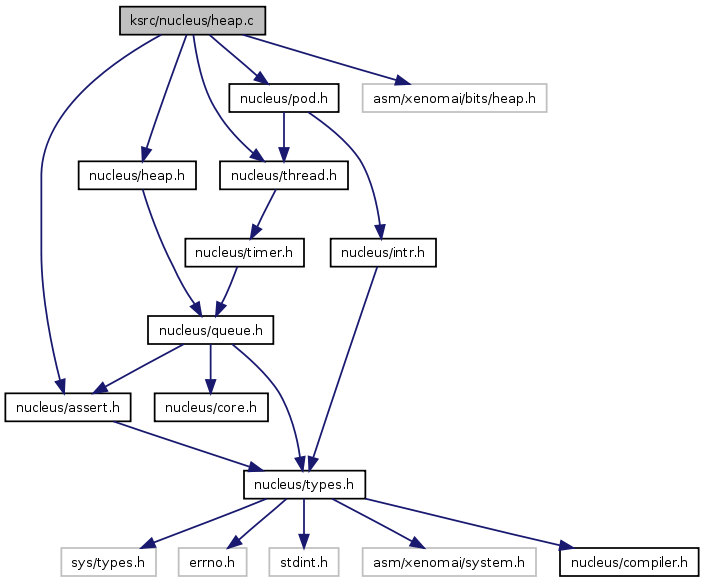 ksrc/nucleus/heap.c
nucleus/pod.h
asm/xenomai/bits/heap.h
nucleus/heap.h
nucleus/thread.h
nucleus/timer.h
nucleus/intr.h
nucleus/queue.h
nucleus/assert.h
nucleus/core.h
nucleus/types.h
sys/types.h
errno.h
stdint.h
asm/xenomai/system.h
nucleus/compiler.h